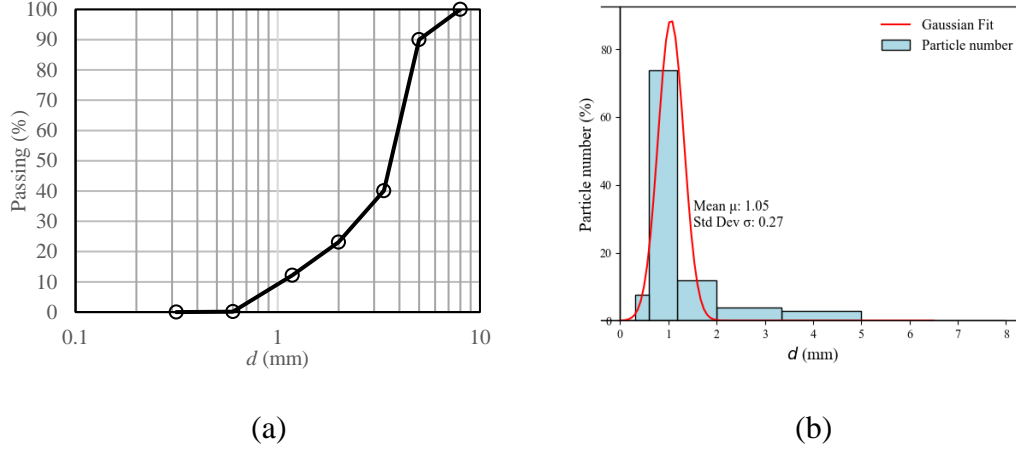 100
90
80
70
60
50
40
30
20
10
0
Passing (%)
0.1
1
10
d (mm)
(a)
Gaussian Fit
Particle number
80
60
40
20
0
Particle number (%)
Mean μ: 1.05
Std Dev σ: 0.27
0
1
2
3
4
5
6
7
8
d (mm)
(b)